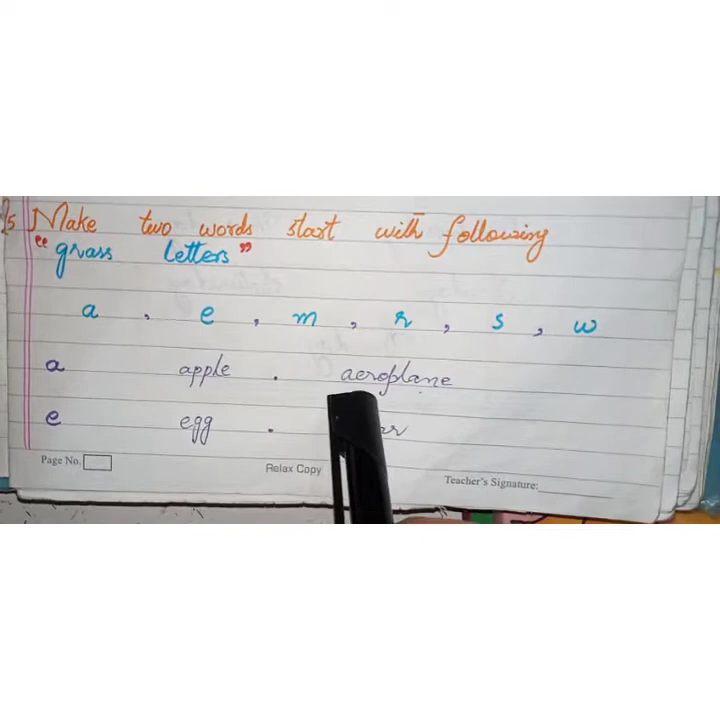 Make two words start with following
"grass letters"
a , e , m , r , s , w
a apple . aeroplane
e egg .
Page No. Relax Copy Teacher's Signature: